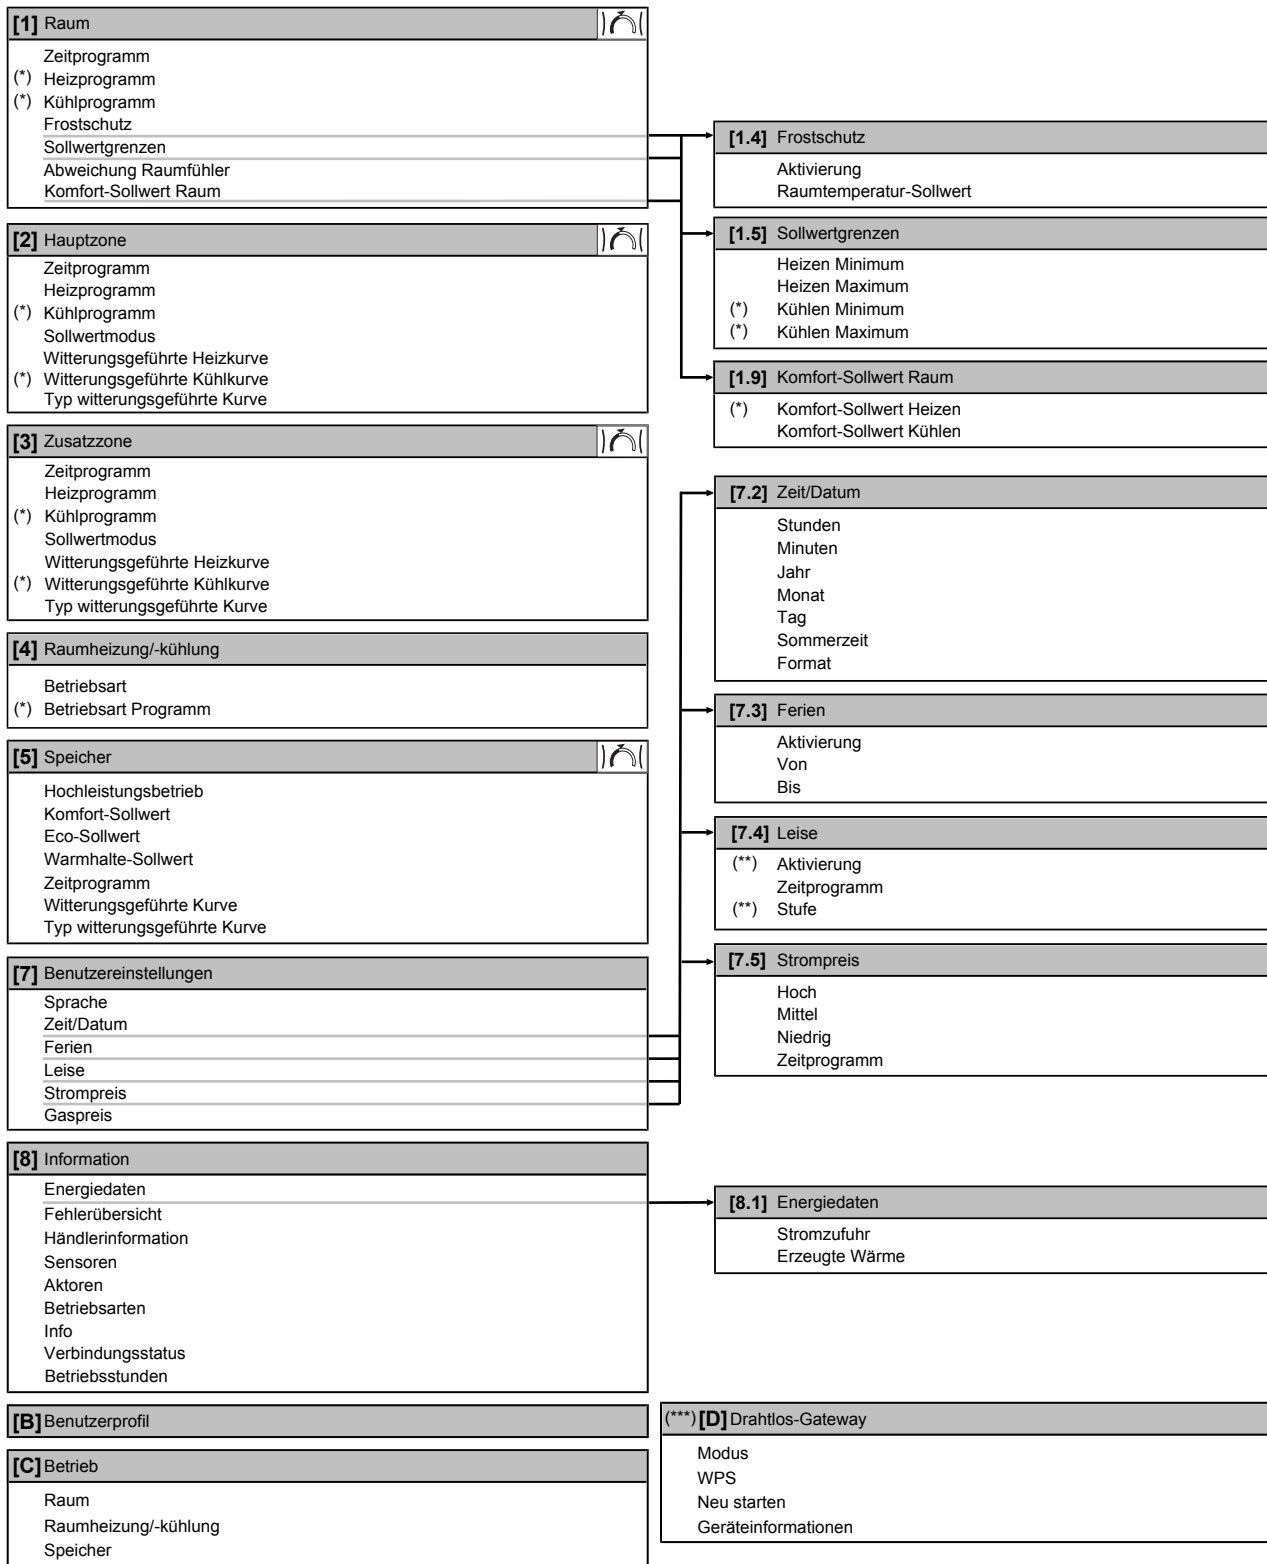 [1] Raum
Zeitprogramm
(*) Heizprogramm
(*) Kühlprogramm
Frostschutz
Sollwertgrenzen
Abweichung Raumfühler
Komfort-Sollwert Raum
[2] Hauptzone
Zeitprogramm
Heizprogramm
(*) Kühlprogramm
Sollwertmodus
Witterungsgeführte Heizkurve
(*) Witterungsgeführte Kühlkurve
Typ witterungsgeführte Kurve
[3] Zusatzzone
Zeitprogramm
Heizprogramm
(*) Kühlprogramm
Sollwertmodus
Witterungsgeführte Heizkurve
(*) Witterungsgeführte Kühlkurve
Typ witterungsgeführte Kurve
[4] Raumheizung/-kühlung
Betriebsart
(*) Betriebsart Programm
[5] Speicher
Hochleistungsbetrieb
Komfort-Sollwert
Eco-Sollwert
Warmhalte-Sollwert
Zeitprogramm
Witterungsgeführte Kurve
Typ witterungsgeführte Kurve
[7] Benutzereinstellungen
Sprache
Zeit/Datum
Ferien
Leise
Strompreis
Gaspreis
[8] Information
Energiedaten
Fehlerübersicht
Händlerinformation
Sensoren
Aktoren
Betriebsarten
Info
Verbindungsstatus
Betriebsstunden
[B] Benutzerprofil
[C] Betrieb
Raum
Raumheizung/-kühlung
Speicher
[1.4] Frostschutz
Aktivierung
Raumtemperatur-Sollwert
[1.5] Sollwertgrenzen
Heizen Minimum
Heizen Maximum
(*) Kühlen Minimum
(*) Kühlen Maximum
[1.9] Komfort-Sollwert Raum
(*) Komfort-Sollwert Heizen
Komfort-Sollwert Kühlen
[7.2] Zeit/Datum
Stunden
Minuten
Jahr
Monat
Tag
Sommerzeit
Format
[7.3] Ferien
Aktivierung
Von
Bis
[7.4] Leise
(**) Aktivierung
Zeitprogramm
(**) Stufe
[7.5] Strompreis
Hoch
Mittel
Niedrig
Zeitprogramm
[8.1] Energiedaten
Stromzufuhr
Erzeugte Wärme
(***) [D] Drahtlos-Gateway
Modus
WPS
Neu starten
Geräteinformationen